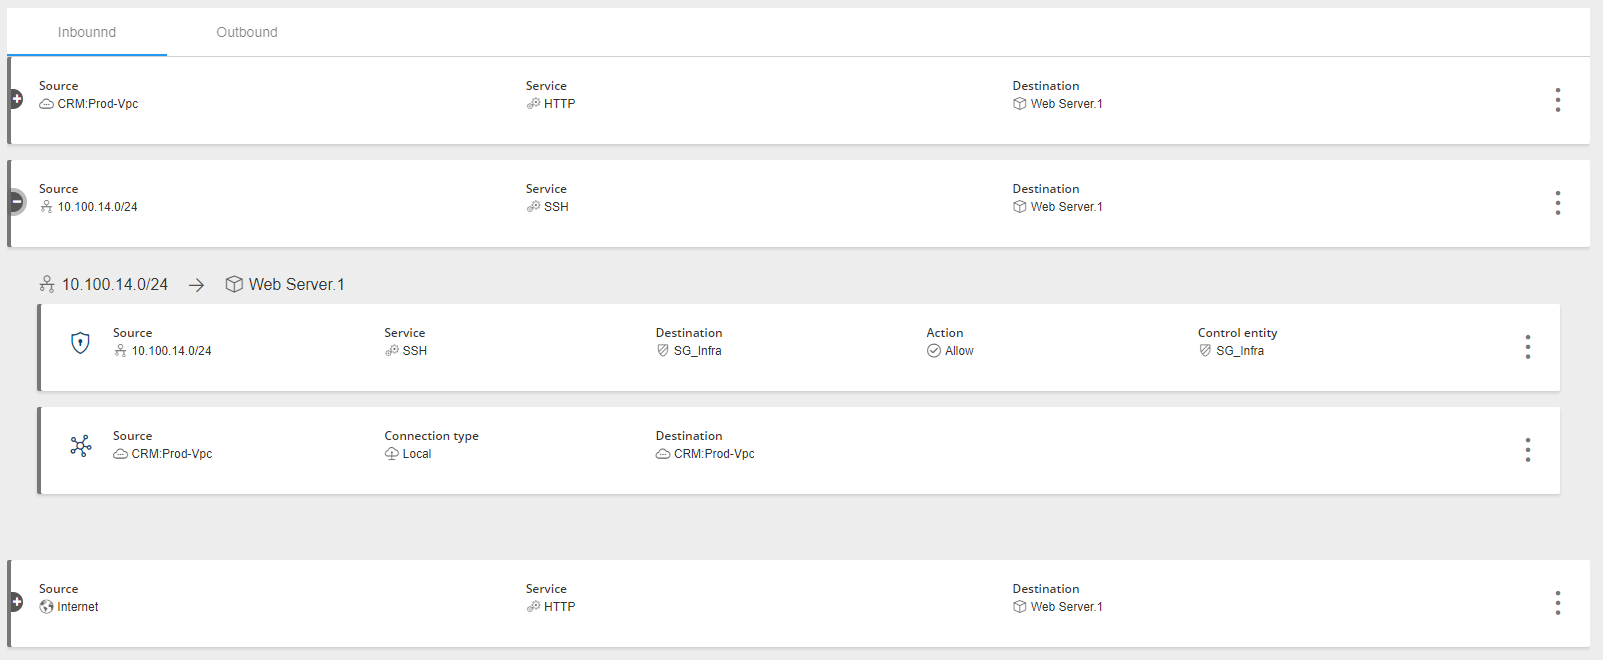 Inbounnd Outbound
Source Service Destination
CRM:Prod-Vpc HTTP Web Server.1
Source Service Destination
10.100.14.0/24 SSH Web Server.1
10.100.14.0/24 → Web Server.1
Source Service Destination Action Control entity
10.100.14.0/24 SSH SG_Infra Allow SG_Infra
Source Connection type Destination
CRM:Prod-Vpc Local CRM:Prod-Vpc
Source Service Destination
Internet HTTP Web Server.1